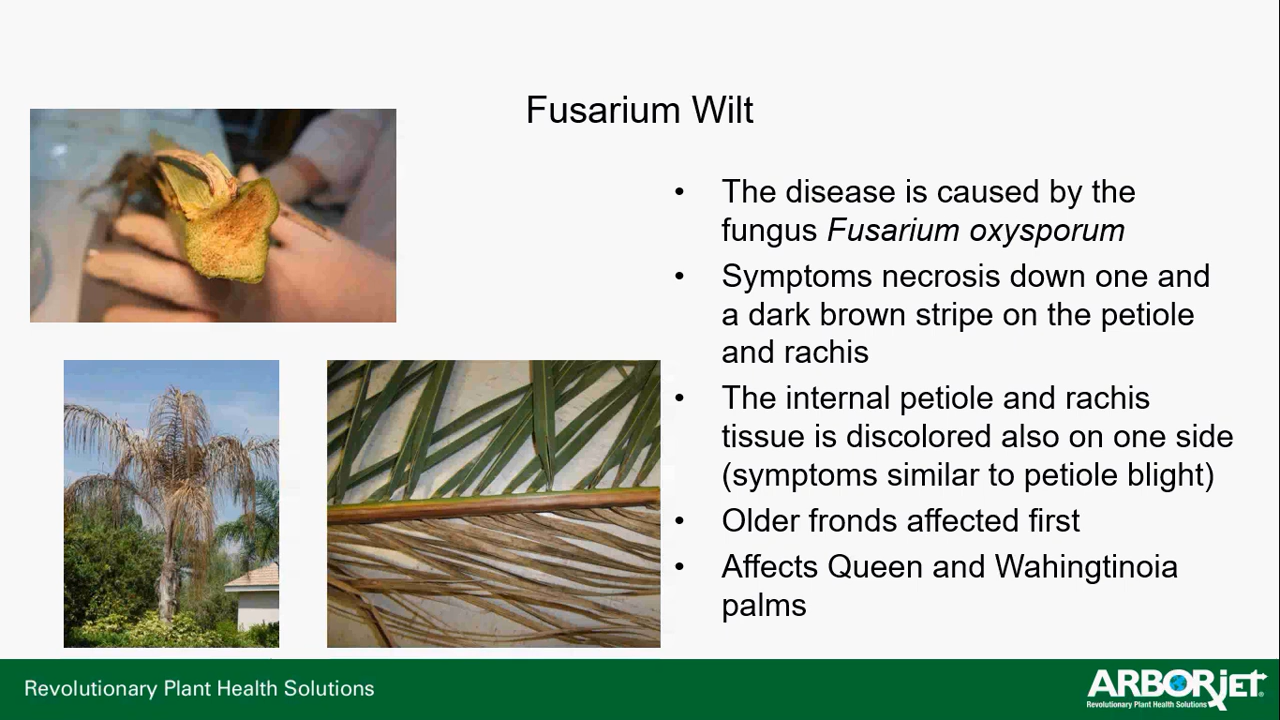 Fusarium Wilt
• The disease is caused by the
fungus Fusarium oxysporum
• Symptoms necrosis down one and
a dark brown stripe on the petiole
and rachis
• The internal petiole and rachis
tissue is discolored also on one side
(symptoms similar to petiole blight)
• Older fronds affected first
• Affects Queen and Wahingtinoia
palms
Revolutionary Plant Health Solutions
ARBORjet
Revolutionary Plant Health Solutions